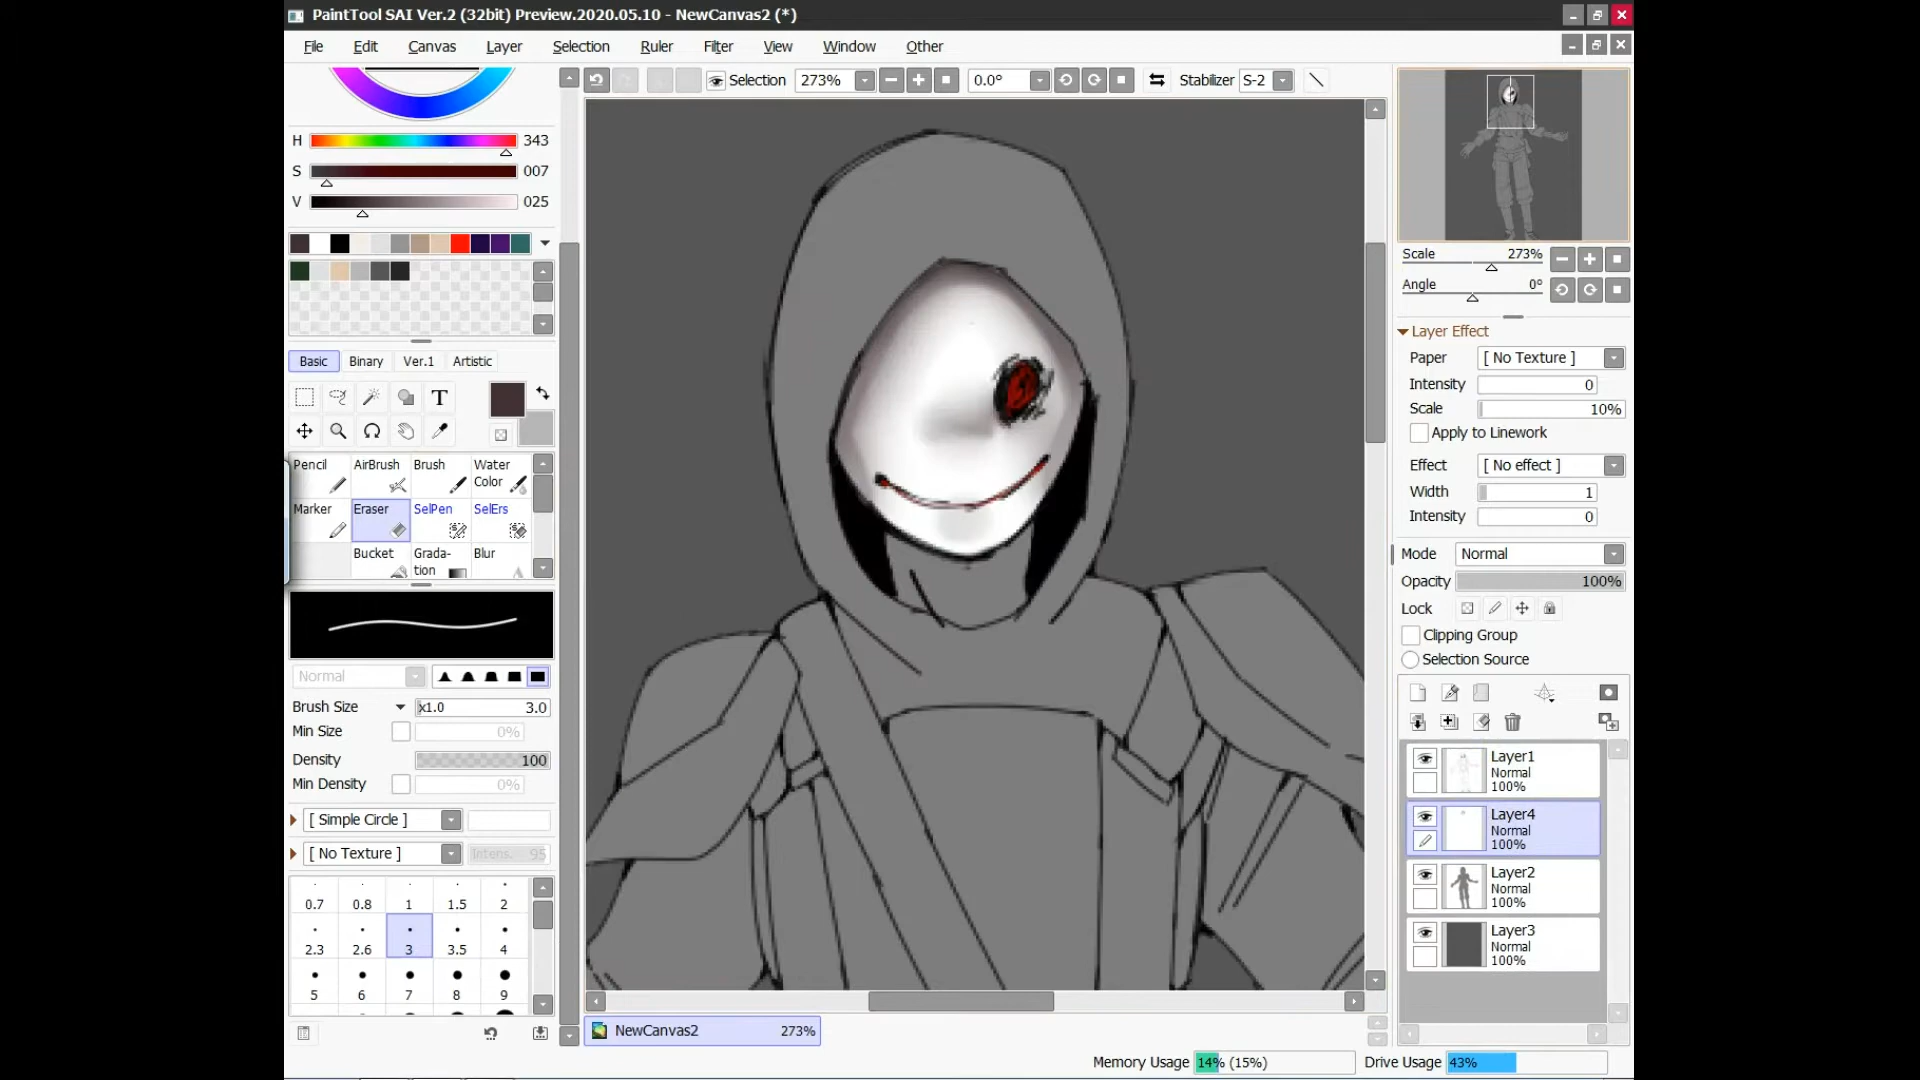 PaintTool SAI Ver.2 (32bit) Preview.2020.05.10 - NewCanvas2 (*)
File Edit Canvas Layer Selection Ruler Filter View Window Other
Selection 273% 0.0° Stabilizer S-2
H 343
S 007
V 025
Basic Binary Ver.1 Artistic
T
Pencil AirBrush Brush Water Color
Marker Eraser SelPen SelErs
Bucket Grada-tion Blur
Normal
Brush Size x1.0 3.0
Min Size 0%
Density 100
Min Density 0%
[ Simple Circle ]
[ No Texture ] Intens. 95
0.7 0.8 1 1.5 2
2.3 2.6 3 3.5 4
5 6 7 8 9
NewCanvas2 273%
Scale 273%
Angle 0°
Layer Effect
Paper [ No Texture ]
Intensity 0
Scale 10%
Apply to Linework
Effect [ No effect ]
Width 1
Intensity 0
Mode Normal
Opacity 100%
Lock
Clipping Group
Selection Source
Layer1
Normal
100%
Layer4
Normal
100%
Layer2
Normal
100%
Layer3
Normal
100%
Memory Usage 14% (15%) Drive Usage 43%